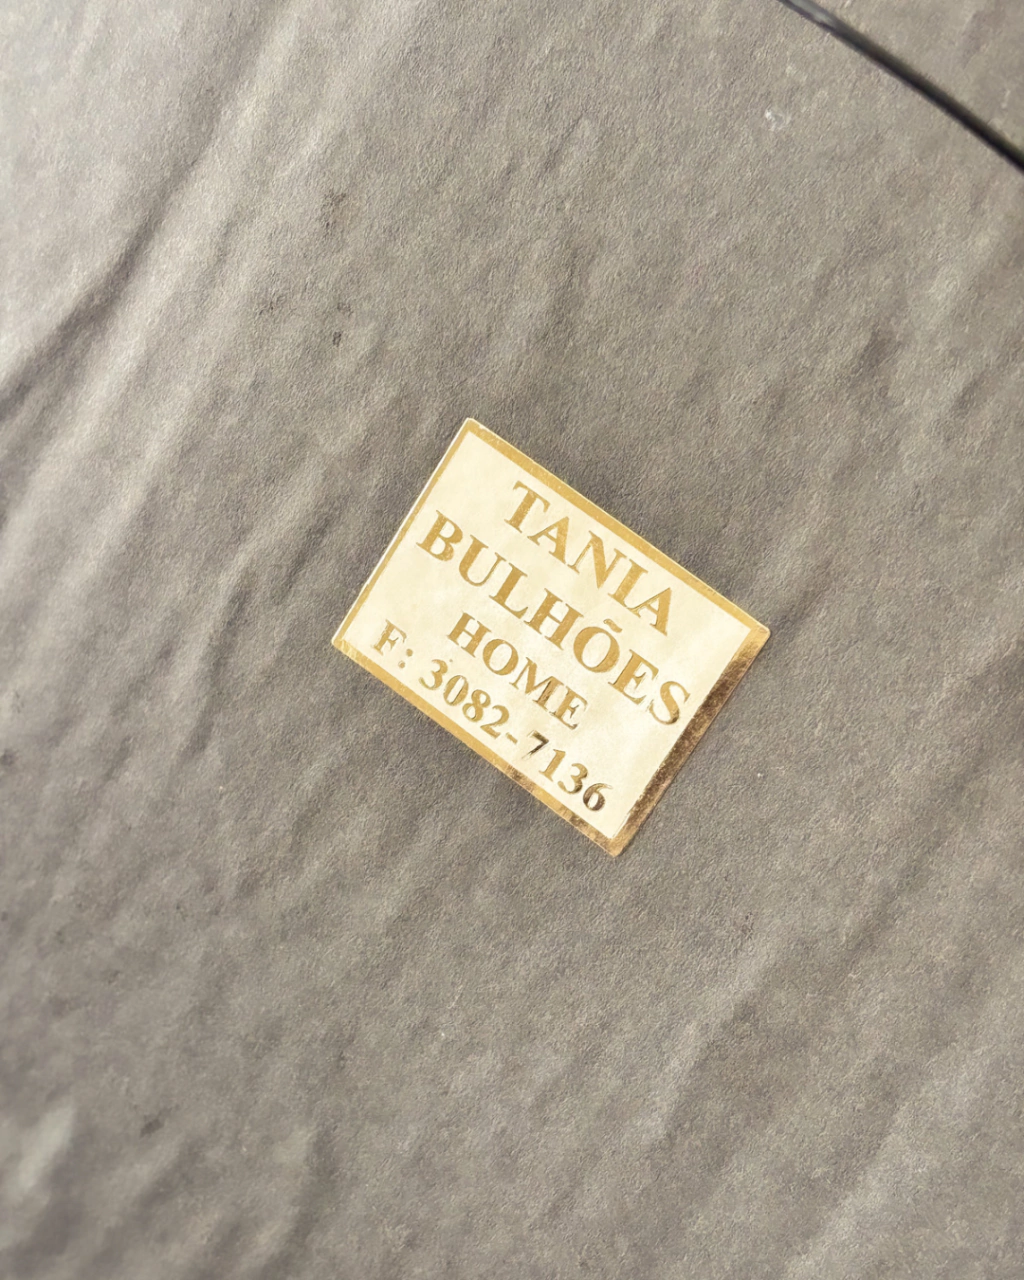 TANIA
BULHÕES
HOME
F: 3082-7136